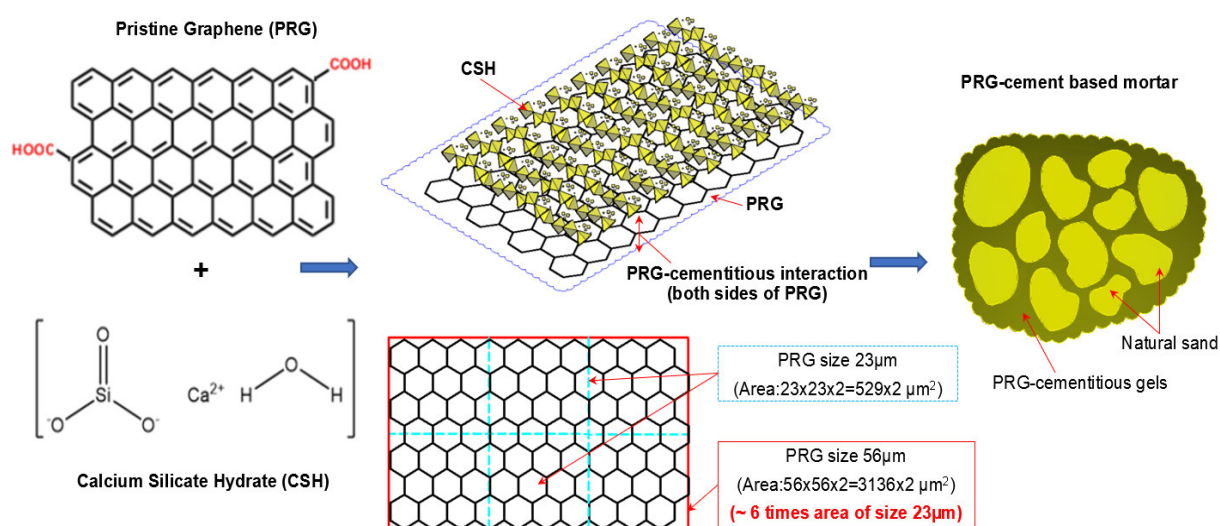 Pristine Graphene (PRG)
COOH
HOOC
+
O
Si
⁻O
O⁻
Ca²⁺
H
O
H
Calcium Silicate Hydrate (CSH)
CSH
PRG
PRG-cementitious interaction
(both sides of PRG)
PRG size 23µm
(Area:23x23x2=529x2 µm²)
PRG size 56µm
(Area:56x56x2=3136x2 µm²)
(~ 6 times area of size 23µm)
PRG-cement based mortar
Natural sand
PRG-cementitious gels